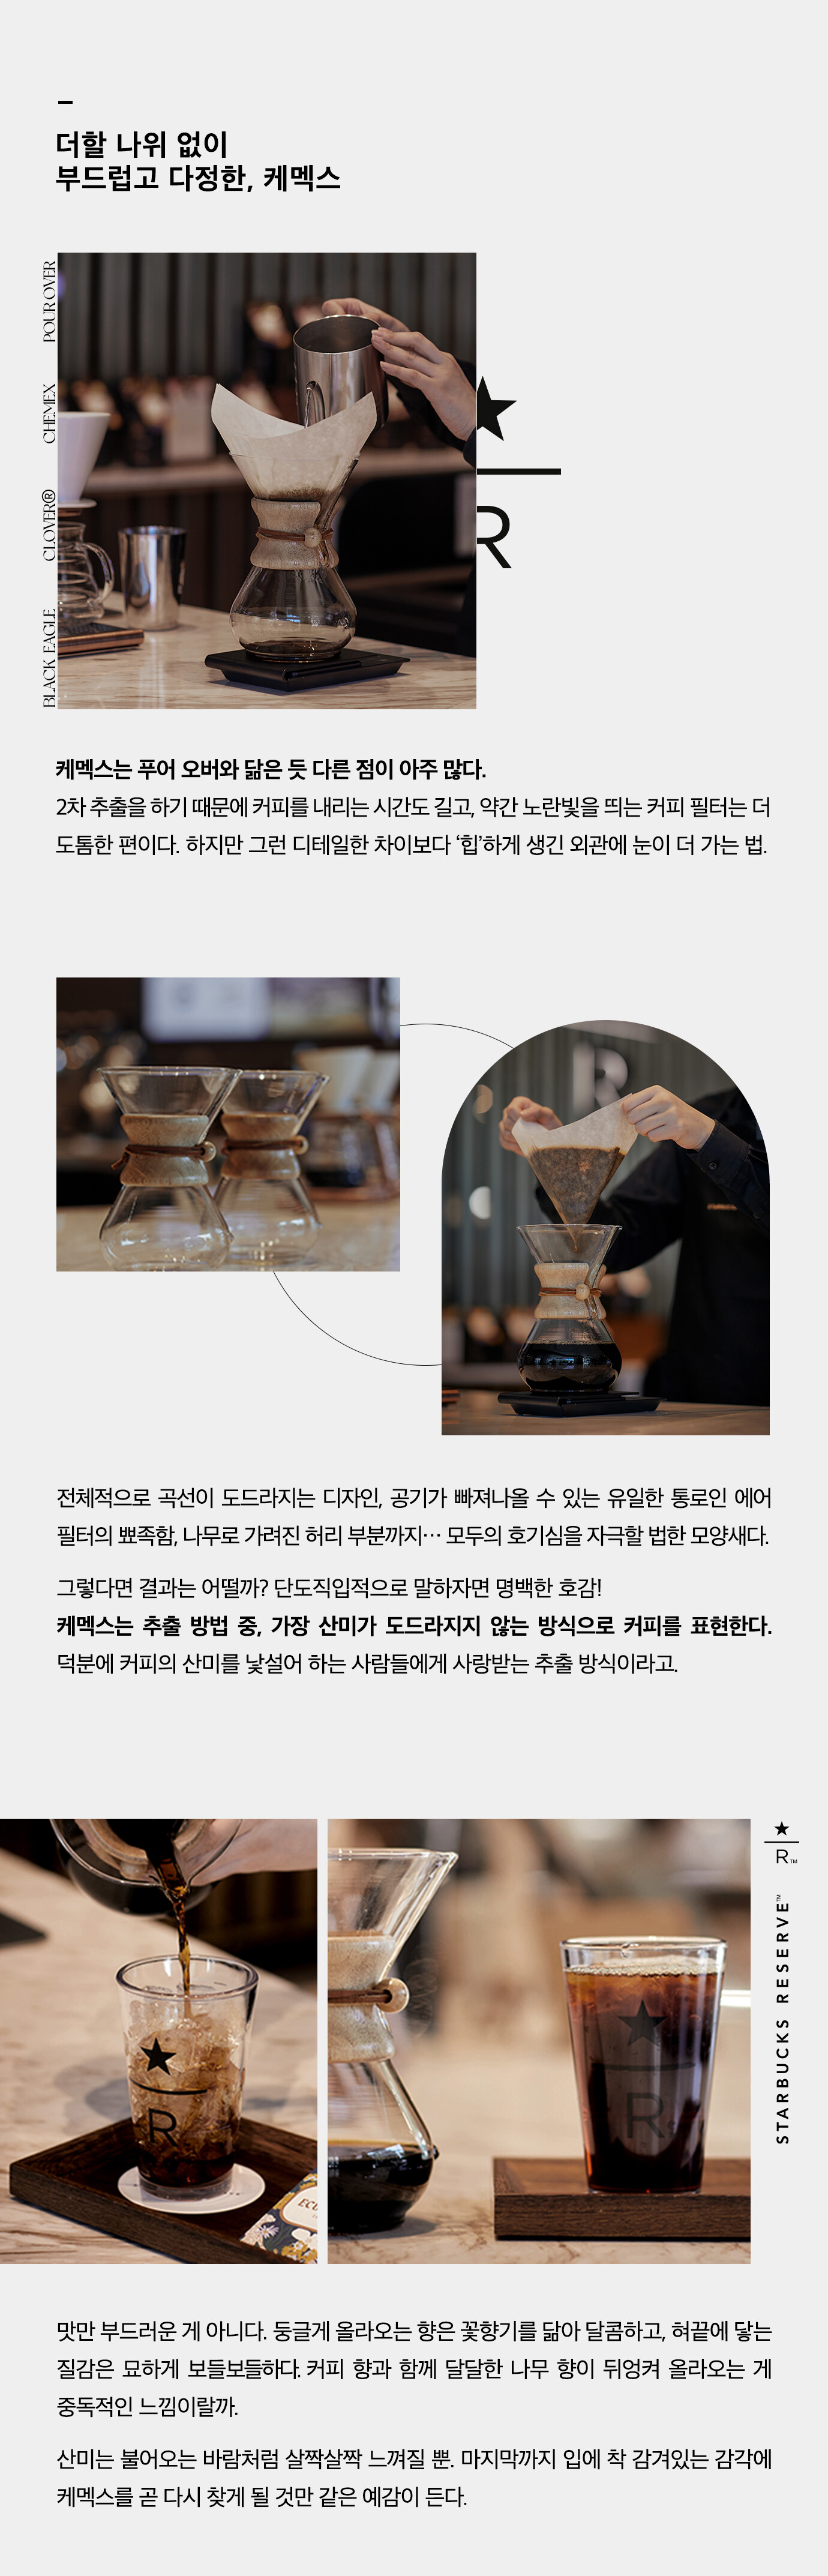 더할 나위 없이
부드럽고 다정한, 케멕스
POUR OVER
CHEMEX
CLOVER®
BLACK EAGLE
R
케멕스는 푸어 오버와 닮은 듯 다른 점이 아주 많다.
2차 추출을 하기 때문에 커피를 내리는 시간도 길고, 약간 노란빛을 띄는 커피 필터는 더
도톰한 편이다. 하지만 그런 디테일한 차이보다 ‘힙’하게 생긴 외관에 눈이 더 가는 법.
R
전체적으로 곡선이 도드라지는 디자인, 공기가 빠져나올 수 있는 유일한 통로인 에어
필터의 뾰족함, 나무로 가려진 허리 부분까지… 모두의 호기심을 자극할 법한 모양새다.
그렇다면 결과는 어떨까? 단도직입적으로 말하자면 명백한 호감!
케멕스는 추출 방법 중, 가장 산미가 도드라지지 않는 방식으로 커피를 표현한다.
덕분에 커피의 산미를 낯설어 하는 사람들에게 사랑받는 추출 방식이라고.
R
R
R™
STARBUCKS RESERVE™
맛만 부드러운 게 아니다. 둥글게 올라오는 향은 꽃향기를 닮아 달콤하고, 혀끝에 닿는
질감은 묘하게 보들보들하다. 커피 향과 함께 달달한 나무 향이 뒤엉켜 올라오는 게
중독적인 느낌이랄까.
산미는 불어오는 바람처럼 살짝살짝 느껴질 뿐. 마지막까지 입에 착 감겨있는 감각에
케멕스를 곧 다시 찾게 될 것만 같은 예감이 든다.